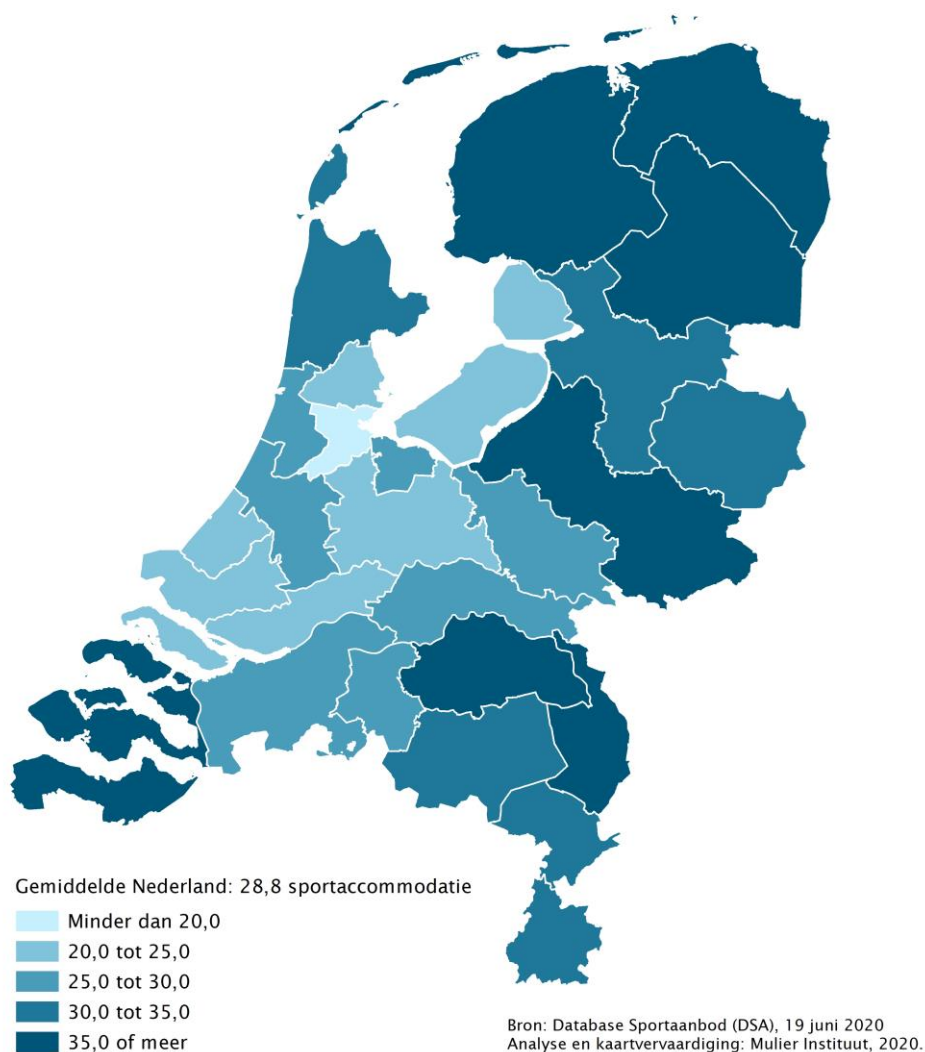 Gemiddelde Nederland: 28,8 sportaccommodatie
Minder dan 20,0
20,0 tot 25,0
25,0 tot 30,0
30,0 tot 35,0
35,0 of meer
Bron: Database Sportaanbod (DSA), 19 juni 2020
Analyse en kaartvervaardiging: Mulier Instituut, 2020.